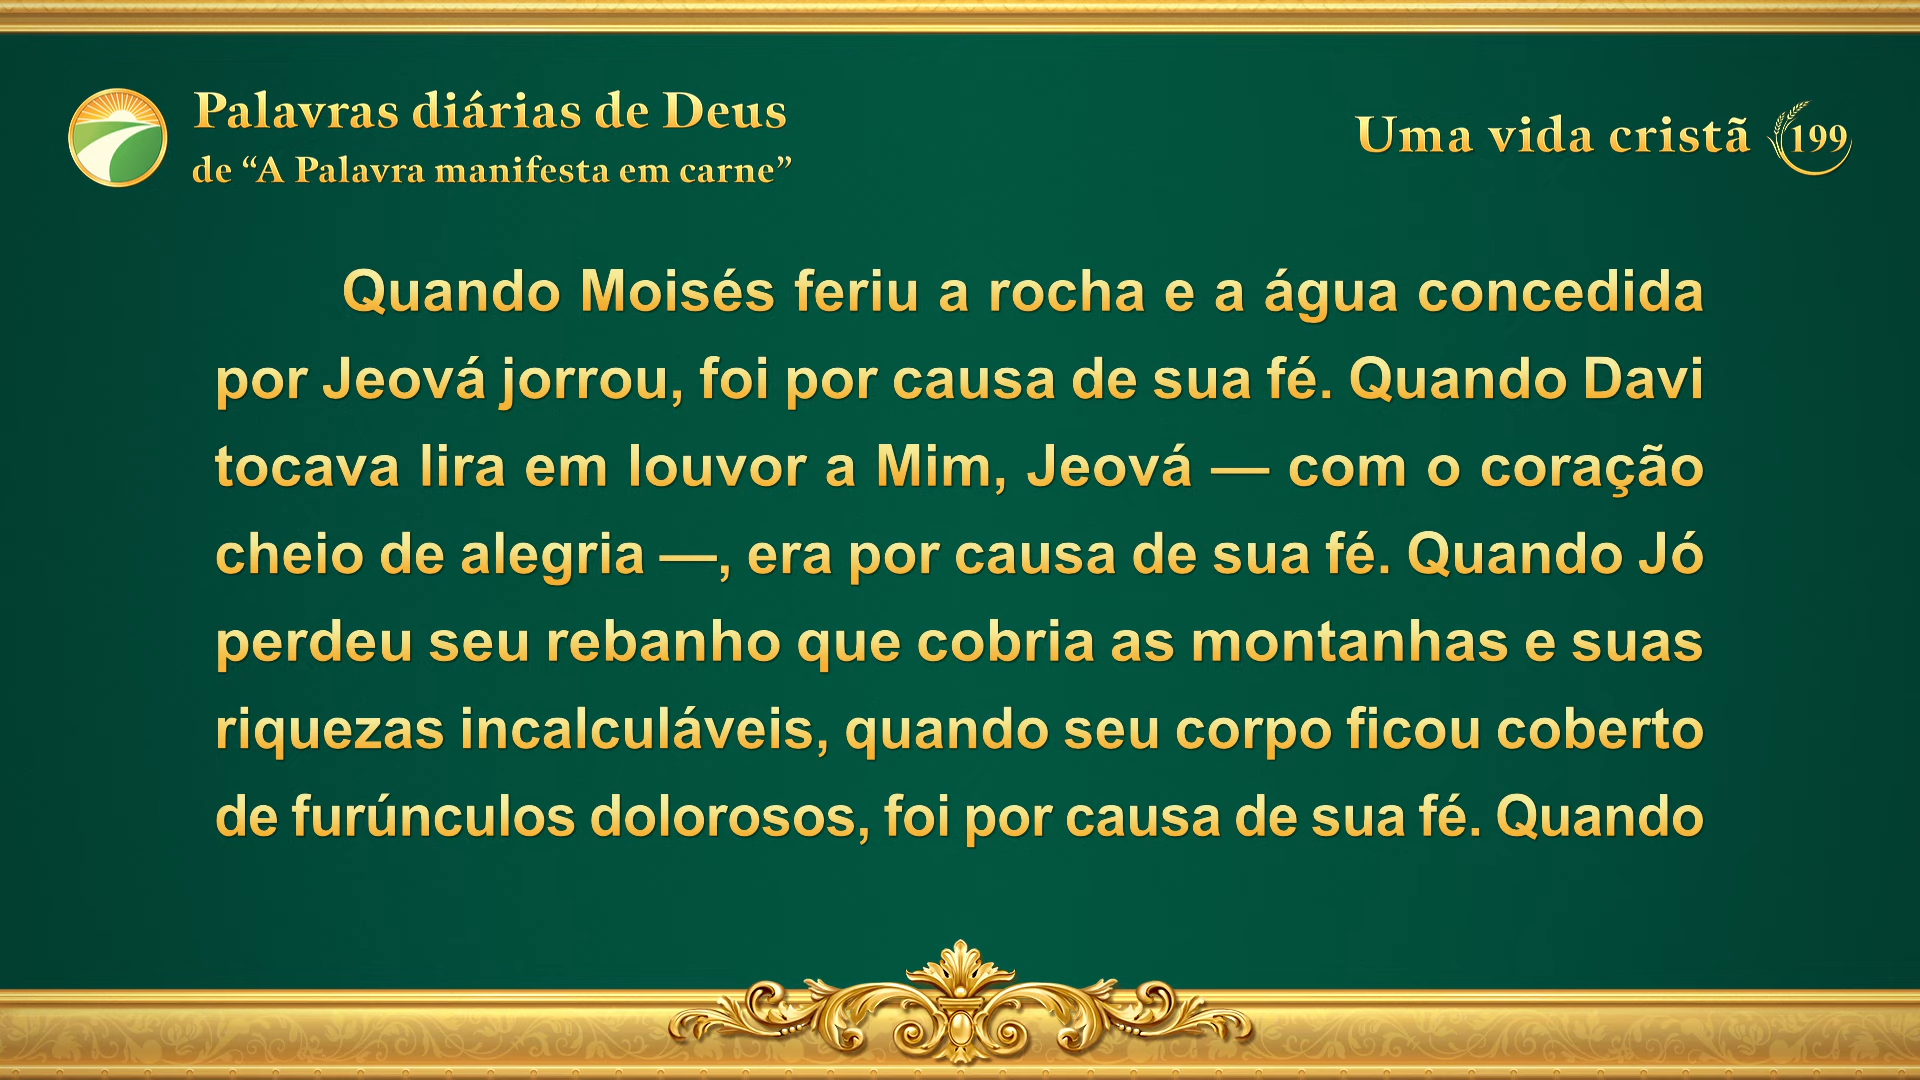 Palavras diárias de Deus
de “A Palavra manifesta em carne”
Uma vida cristã 199
Quando Moisés feriu a rocha e a água concedida
por Jeová jorrou, foi por causa de sua fé. Quando Davi
tocava lira em louvor a Mim, Jeová — com o coração
cheio de alegria —, era por causa de sua fé. Quando Jó
perdeu seu rebanho que cobria as montanhas e suas
riquezas incalculáveis, quando seu corpo ficou coberto
de furúnculos dolorosos, foi por causa de sua fé. Quando